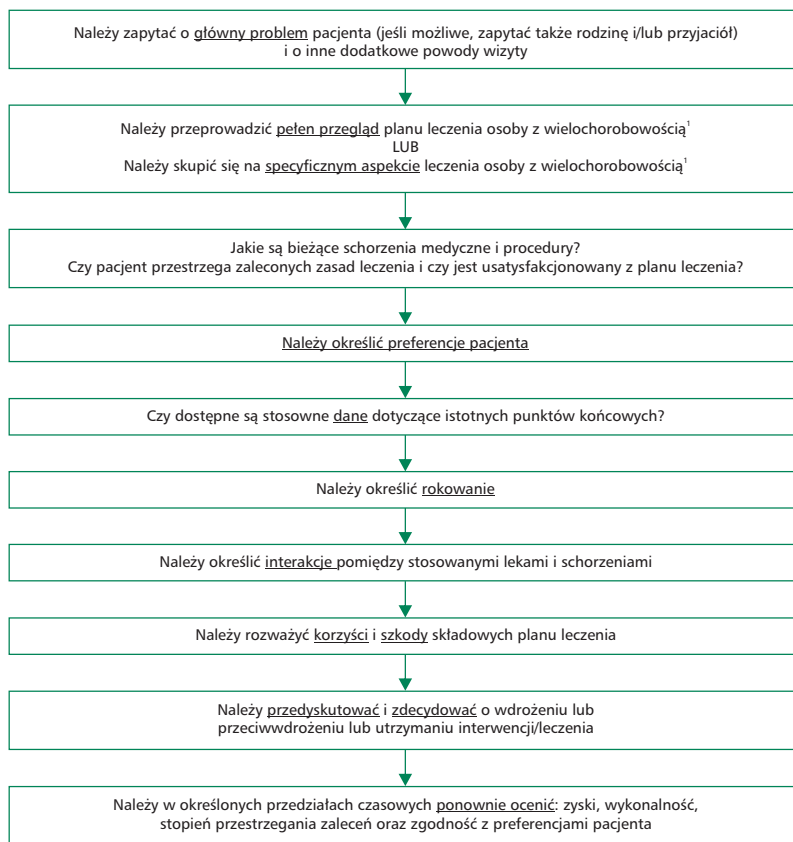 Należy zapytać o główny problem pacjenta (jeśli możliwe, zapytać także rodzinę i/lub przyjaciół)
i o inne dodatkowe powody wizyty
Należy przeprowadzić pełen przegląd planu leczenia osoby z wielochorobowością¹
LUB
Należy skupić się na specyficznym aspekcie leczenia osoby z wielochorobowością¹
Jakie są bieżące schorzenia medyczne i procedury?
Czy pacjent przestrzega zaleconych zasad leczenia i czy jest usatysfakcjonowany z planu leczenia?
Należy określić preferencje pacjenta
Czy dostępne są stosowne dane dotyczące istotnych punktów końcowych?
Należy określić rokowanie
Należy określić interakcje pomiędzy stosowanymi lekami i schorzeniami
Należy rozważyć korzyści i szkody składowych planu leczenia
Należy przedyskutować i zdecydować o wdrożeniu lub
przeciwwdrożeniu lub utrzymaniu interwencji/leczenia
Należy w określonych przedziałach czasowych ponownie ocenić: zyski, wykonalność,
stopień przestrzegania zaleceń oraz zgodność z preferencjami pacjenta